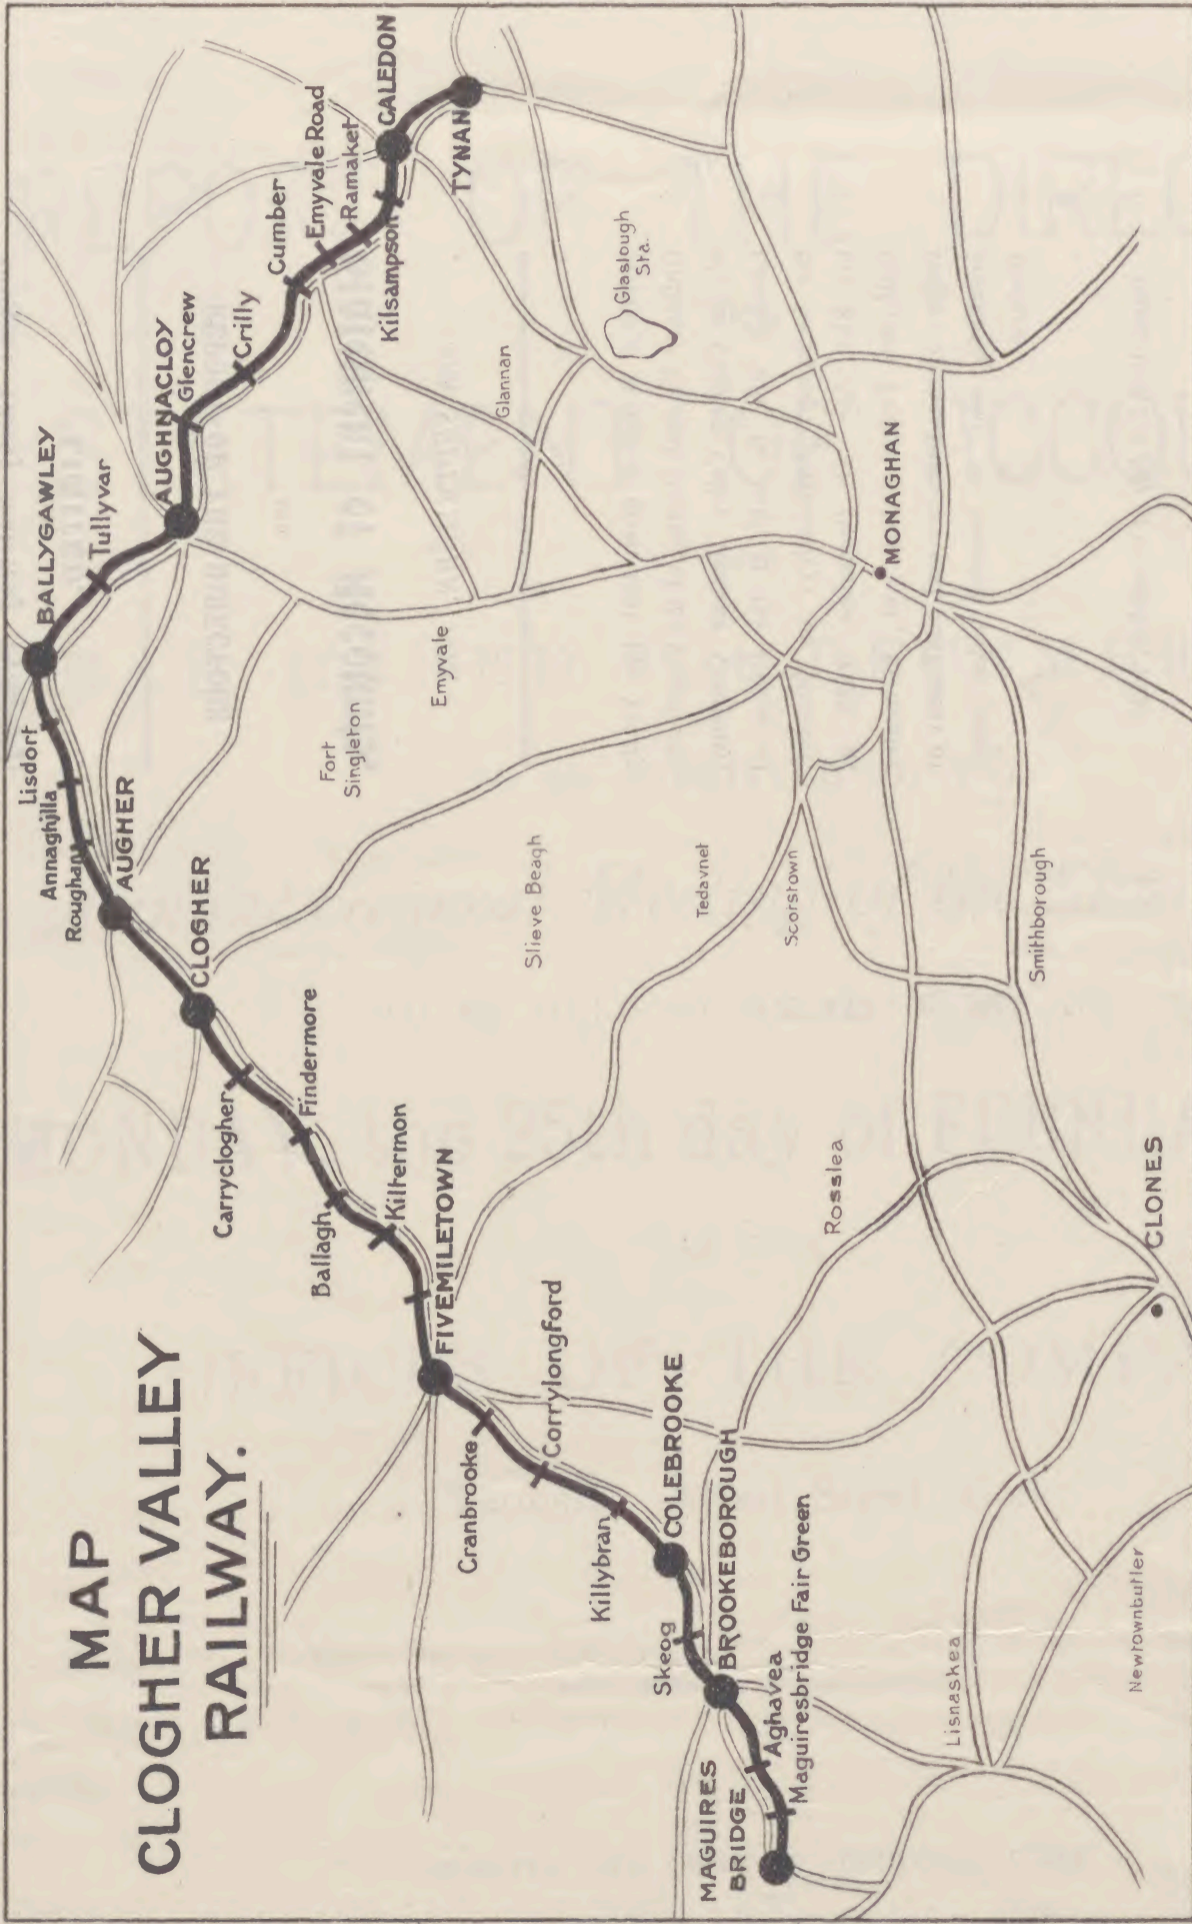 MAP
CLOGHER VALLEY
RAILWAY.
MAGUIRES
BRIDGE
Maguiresbridge Fair Green
Aghavea
BROOKEBOROUGH
Skeog
COLEBROOKE
Killybran
Corrylongford
Cranbrooke
FIVEMILETOWN
Kiltermon
Ballagh
Findermore
Carryclogher
CLOGHER
AUGHER
Roughan
Annaghilla
Lisdort
BALLYGAWLEY
Tullyvar
AUGHNACLOY
Glencrew
Crilly
Cumber
Emyvale Road
Ramaket
Kilsampson
CALEDON
TYNAN
Glaslough
Sta.
Glannan
Emyvale
Fort
Singleton
Slieve Beagh
Tedavnet
Scorstown
MONAGHAN
Smithborough
Rosslea
CLONES
Lisnaskea
Newtownbutler